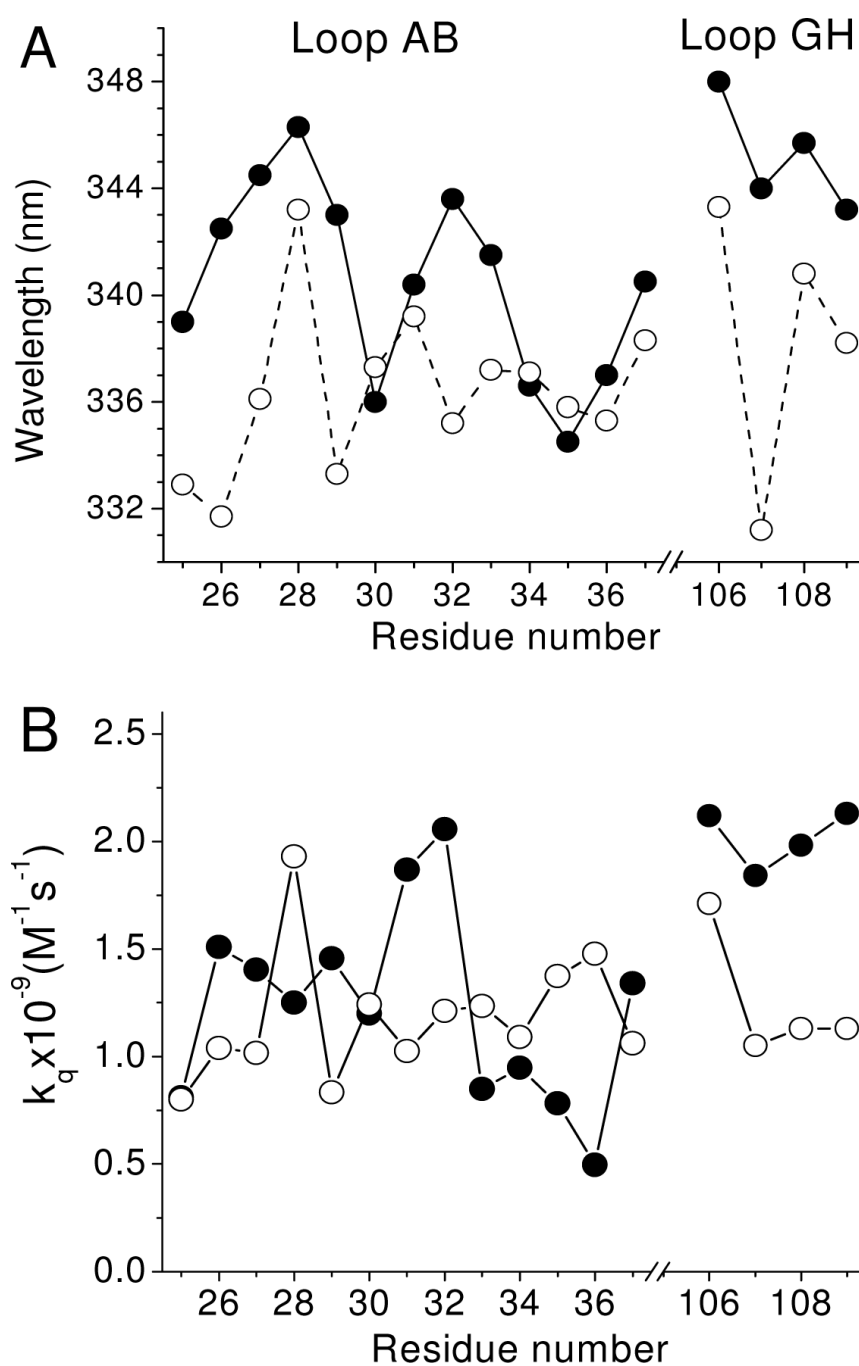 A
Loop AB
Loop GH
Wavelength (nm)
348
344
340
336
332
26 28 30 32 34 36 106 108
Residue number
B
k_q x10^-9 (M^-1 s^-1)
2.5
2.0
1.5
1.0
0.5
0.0
26 28 30 32 34 36 106 108
Residue number